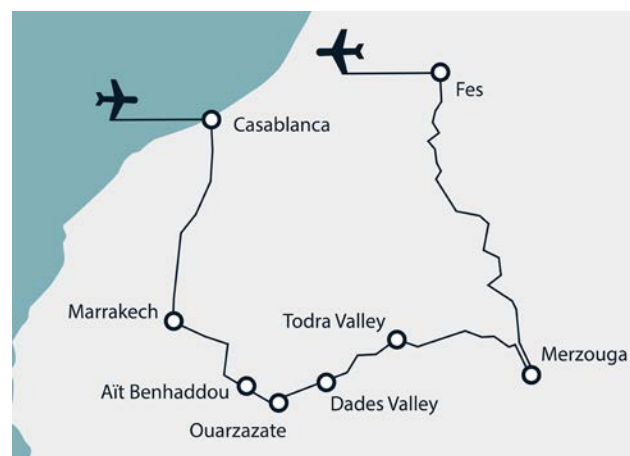 Fes
Casablanca
Marrakech
Todra Valley
Merzouga
Aït Benhaddou
Dades Valley
Ouarzazate